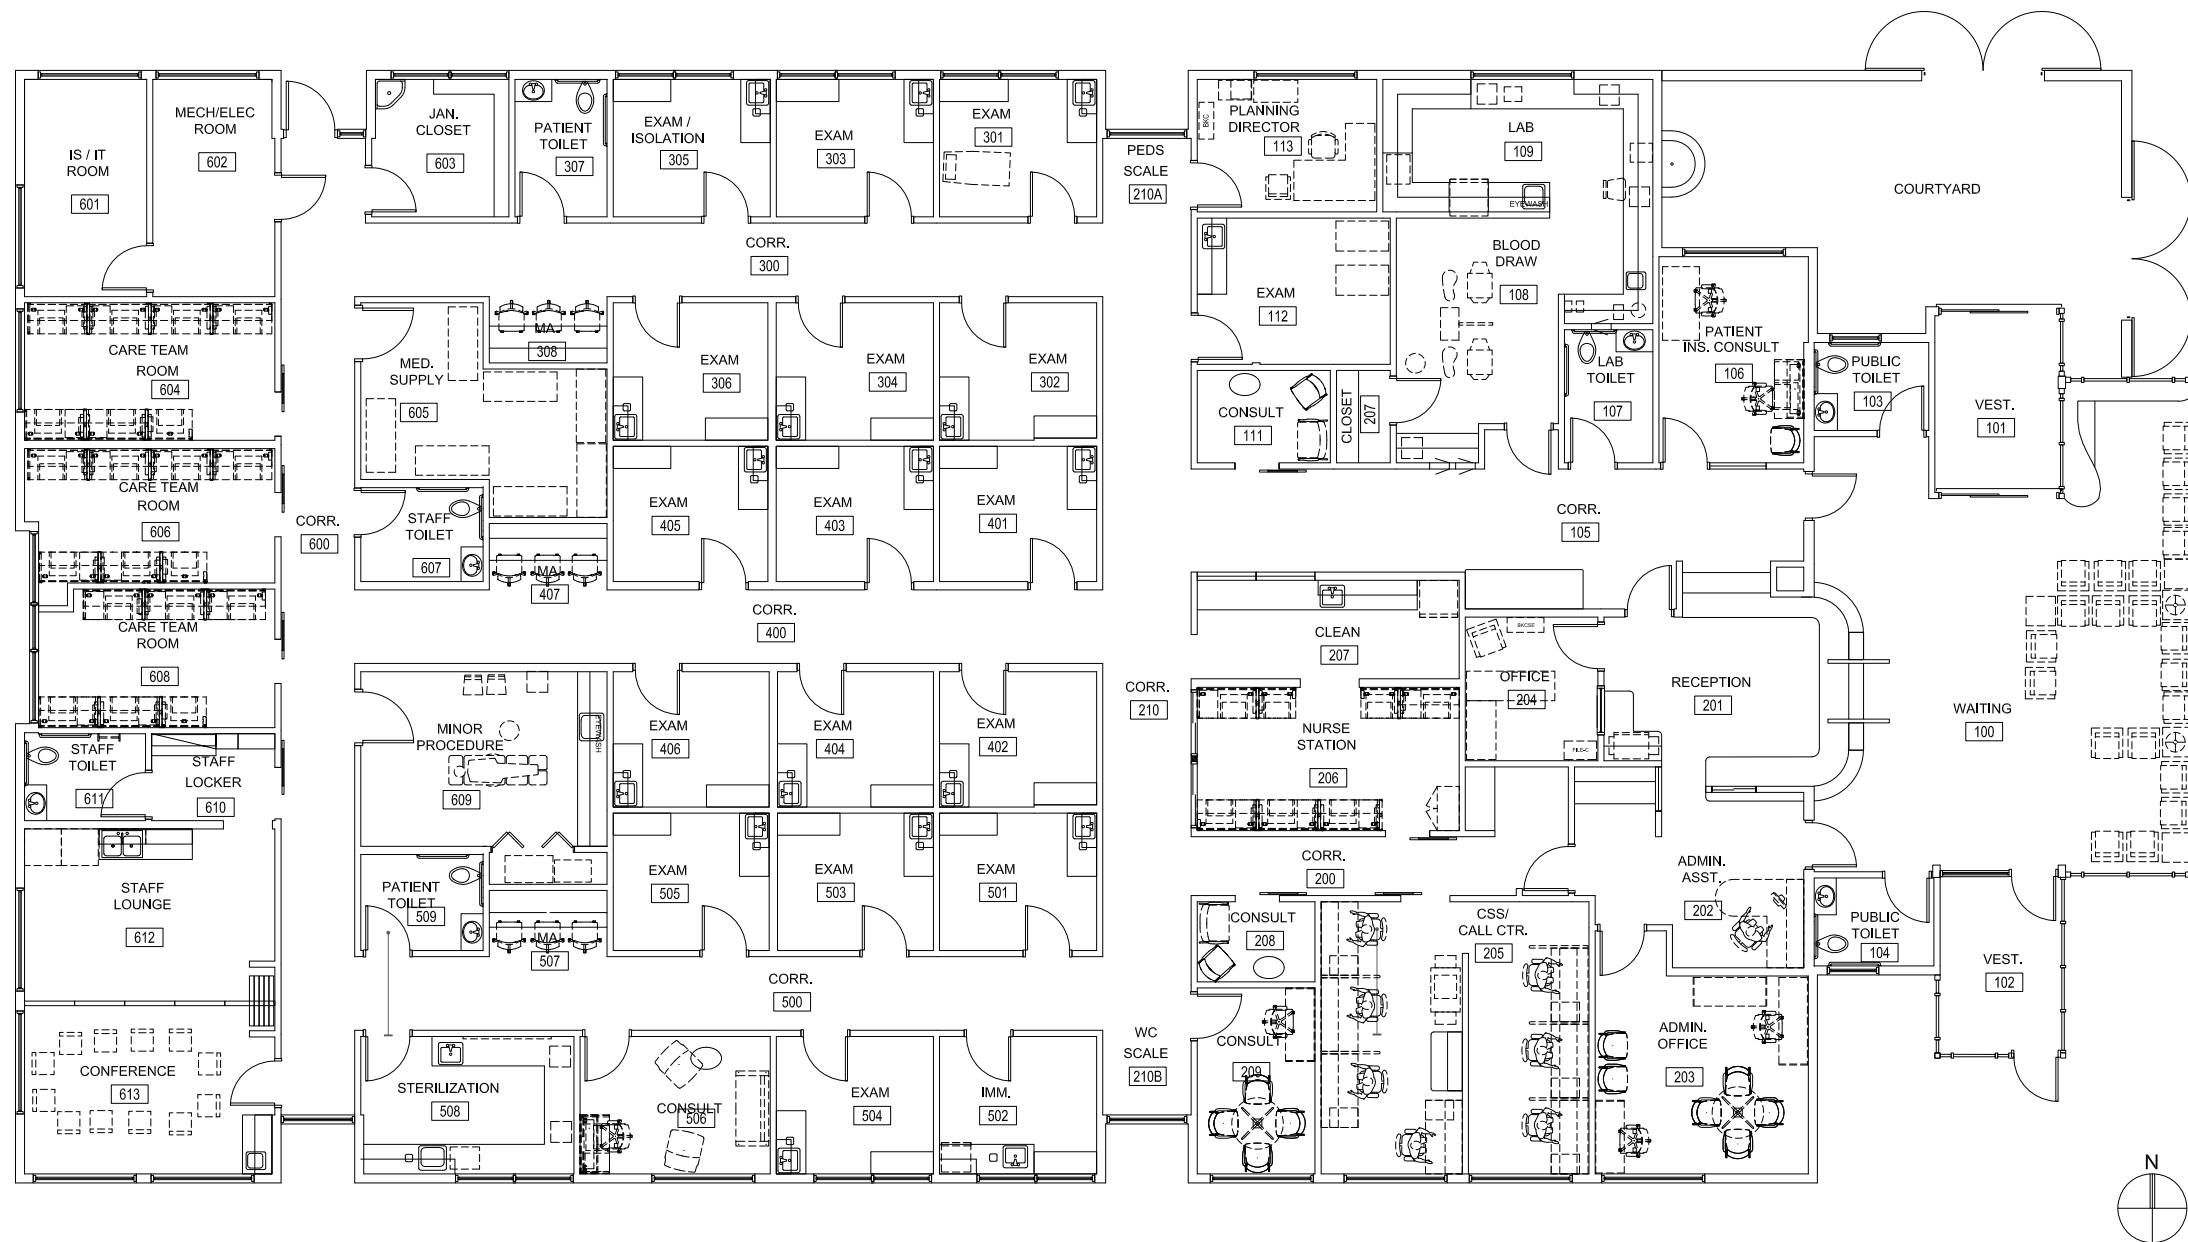 IS / IT
ROOM
601
MECH/ELEC
ROOM
602
JAN.
CLOSET
603
PATIENT
TOILET
307
EXAM /
ISOLATION
305
EXAM
303
EXAM
301
PEDS
SCALE
210A
BKC
PLANNING
DIRECTOR
113
LAB
109
EYEWASH
COURTYARD
CORR.
300
EXAM
112
BLOOD
DRAW
108
CARE TEAM
ROOM
604
MED.
SUPPLY
605
MA
308
EXAM
306
EXAM
304
EXAM
302
CONSULT
111
CLOSET
207
LAB
TOILET
107
PATIENT
INS. CONSULT
106
PUBLIC
TOILET
103
VEST.
101
CARE TEAM
ROOM
606
CORR.
600
STAFF
TOILET
607
MA
407
EXAM
405
EXAM
403
EXAM
401
CORR.
105
CARE TEAM
ROOM
608
CORR.
400
CLEAN
207
BKCSE
OFFICE
204
FILE-C
RECEPTION
201
WAITING
100
CORR.
210
MINOR
PROCEDURE
609
EYEWASH
EXAM
406
EXAM
404
EXAM
402
NURSE
STATION
206
STAFF
TOILET
611
STAFF
LOCKER
610
STAFF
LOUNGE
612
PATIENT
TOILET
509
MA
507
EXAM
505
EXAM
503
EXAM
501
CORR.
200
CONSULT
208
CSS/
CALL CTR.
205
ADMIN.
ASST.
202
PUBLIC
TOILET
104
VEST.
102
CORR.
500
CONFERENCE
613
STERILIZATION
508
CONSULT
506
EXAM
504
IMM.
502
WC
SCALE
210B
CONSULT
209
ADMIN.
OFFICE
203
N